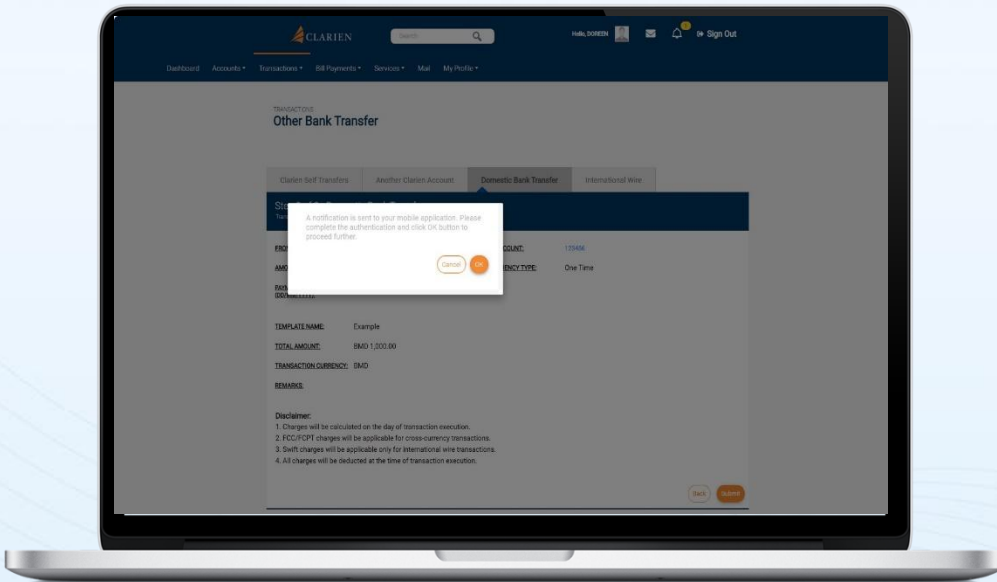 CLARIEN
Search
Hello, DOREEN
Sign Out
Dashboard Accounts Transactions Bill Payments Services Mail My Profile
TRANSACTIONS
Other Bank Transfer
Clarien Self Transfers Another Clarien Account Domestic Bank Transfer International Wire
A notification is sent to your mobile application. Please
complete the authentication and click OK button to
proceed further.
Cancel OK
123456
One Time
TEMPLATE NAME: Example
TOTAL AMOUNT: BMD 1,000.00
TRANSACTION CURRENCY: BMD
REMARKS:
Disclaimer:
1. Charges will be calculated on the day of transaction execution.
2. FCC/FCPT charges will be applicable for cross-currency transactions.
3. Swift charges will be applicable only for international wire transactions.
4. All charges will be deducted at the time of transaction execution.
Back Submit